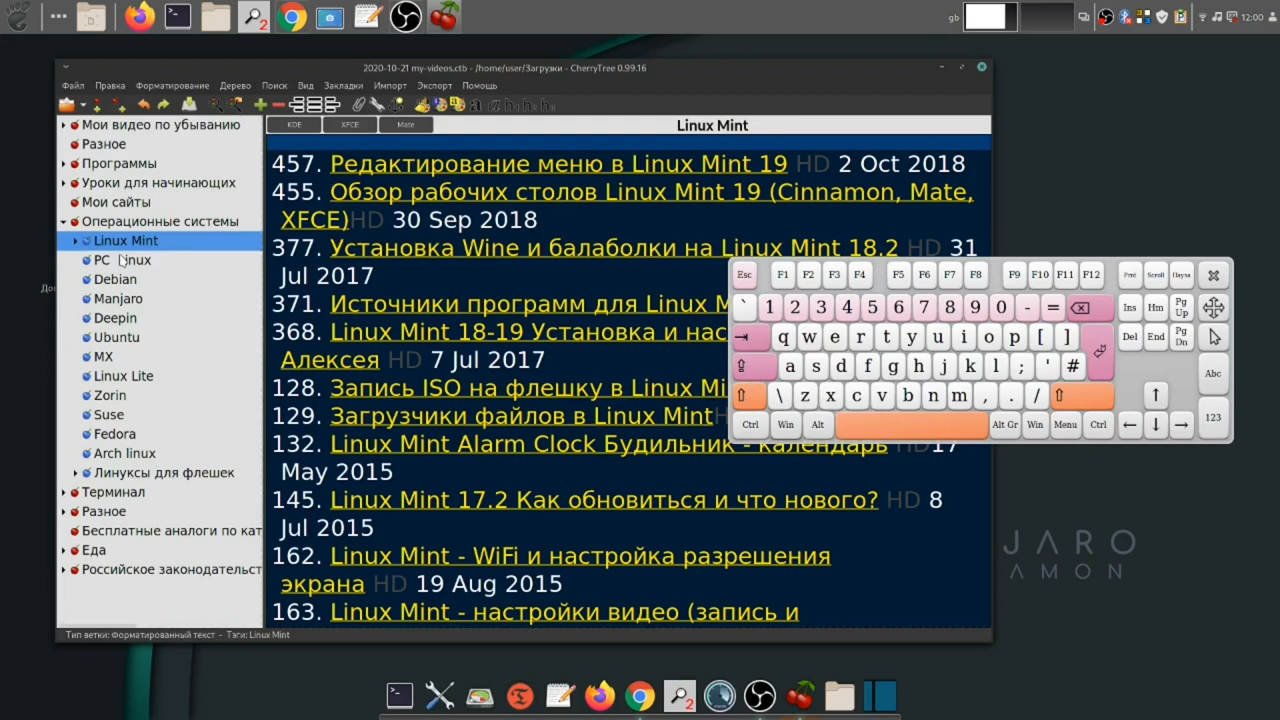 gb
12:00
2020-10-21 my-videos.ctb - /home/user/Загрузки - CherryTree 0.99.16
Файл Правка Форматирование Дерево Поиск Вид Закладки Импорт Экспорт Помощь
Мои видео по убыванию
Разное
Программы
Уроки для начинающих
Мои сайты
Операционные системы
Linux Mint
PC Linux
Debian
Manjaro
Deepin
Ubuntu
MX
Linux Lite
Zorin
Suse
Fedora
Arch linux
Линуксы для флешек
Терминал
Разное
Бесплатные аналоги по кат
Еда
Российское законодательст
KDE XFCE Mate
Linux Mint
457. Редактирование меню в Linux Mint 19 HD 2 Oct 2018
455. Обзор рабочих столов Linux Mint 19 (Cinnamon, Mate,
XFCE)HD 30 Sep 2018
377. Установка Wine и балаболки на Linux Mint 18.2 HD 31
Jul 2017
371. Источники программ для Linux M
368. Linux Mint 18-19 Установка и нас
Алексея HD 7 Jul 2017
128. Запись ISO на флешку в Linux Mi
129. Загрузчики файлов в Linux Mint
132. Linux Mint Alarm Clock Будильник - календарь HD17
May 2015
145. Linux Mint 17.2 Как обновиться и что нового? HD 8
Jul 2015
162. Linux Mint - WiFi и настройка разрешения
экрана HD 19 Aug 2015
163. Linux Mint - настройки видео (запись и
Тип ветки: Форматированный текст - Тэги: Linux Mint
Esc F1 F2 F3 F4 F5 F6 F7 F8 F9 F10 F11 F12 Prnt Scroll Пауза
` 1 2 3 4 5 6 7 8 9 0 - = Ins Hm Pg Up
q w e r t y u i o p [ ] Del End Pg Dn
a s d f g h j k l ; ' # Abc
\ z x c v b n m , . /
Ctrl Win Alt Alt Gr Win Menu Ctrl 123
JARO
AMON